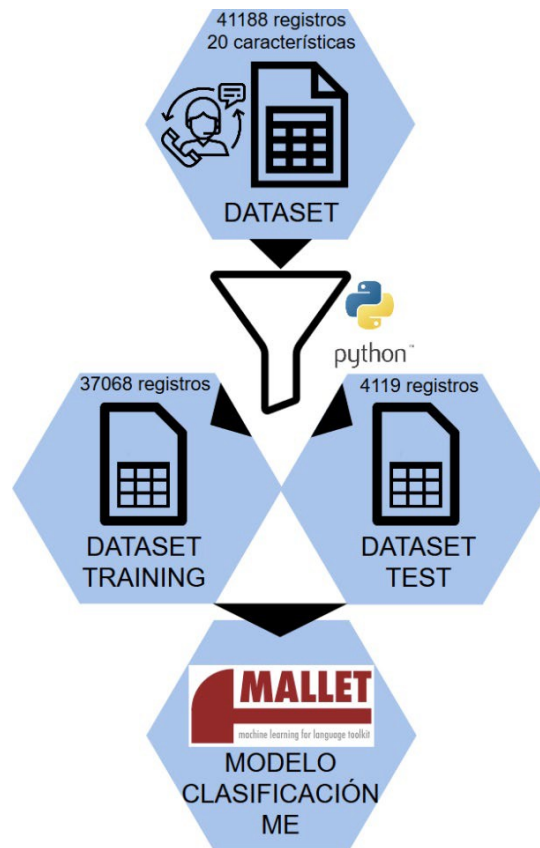 41188 registros
20 características
DATASET
python™
37068 registros
4119 registros
DATASET
TRAINING
DATASET
TEST
MALLET
machine learning for language toolkit
MODELO
CLASIFICACIÓN
ME